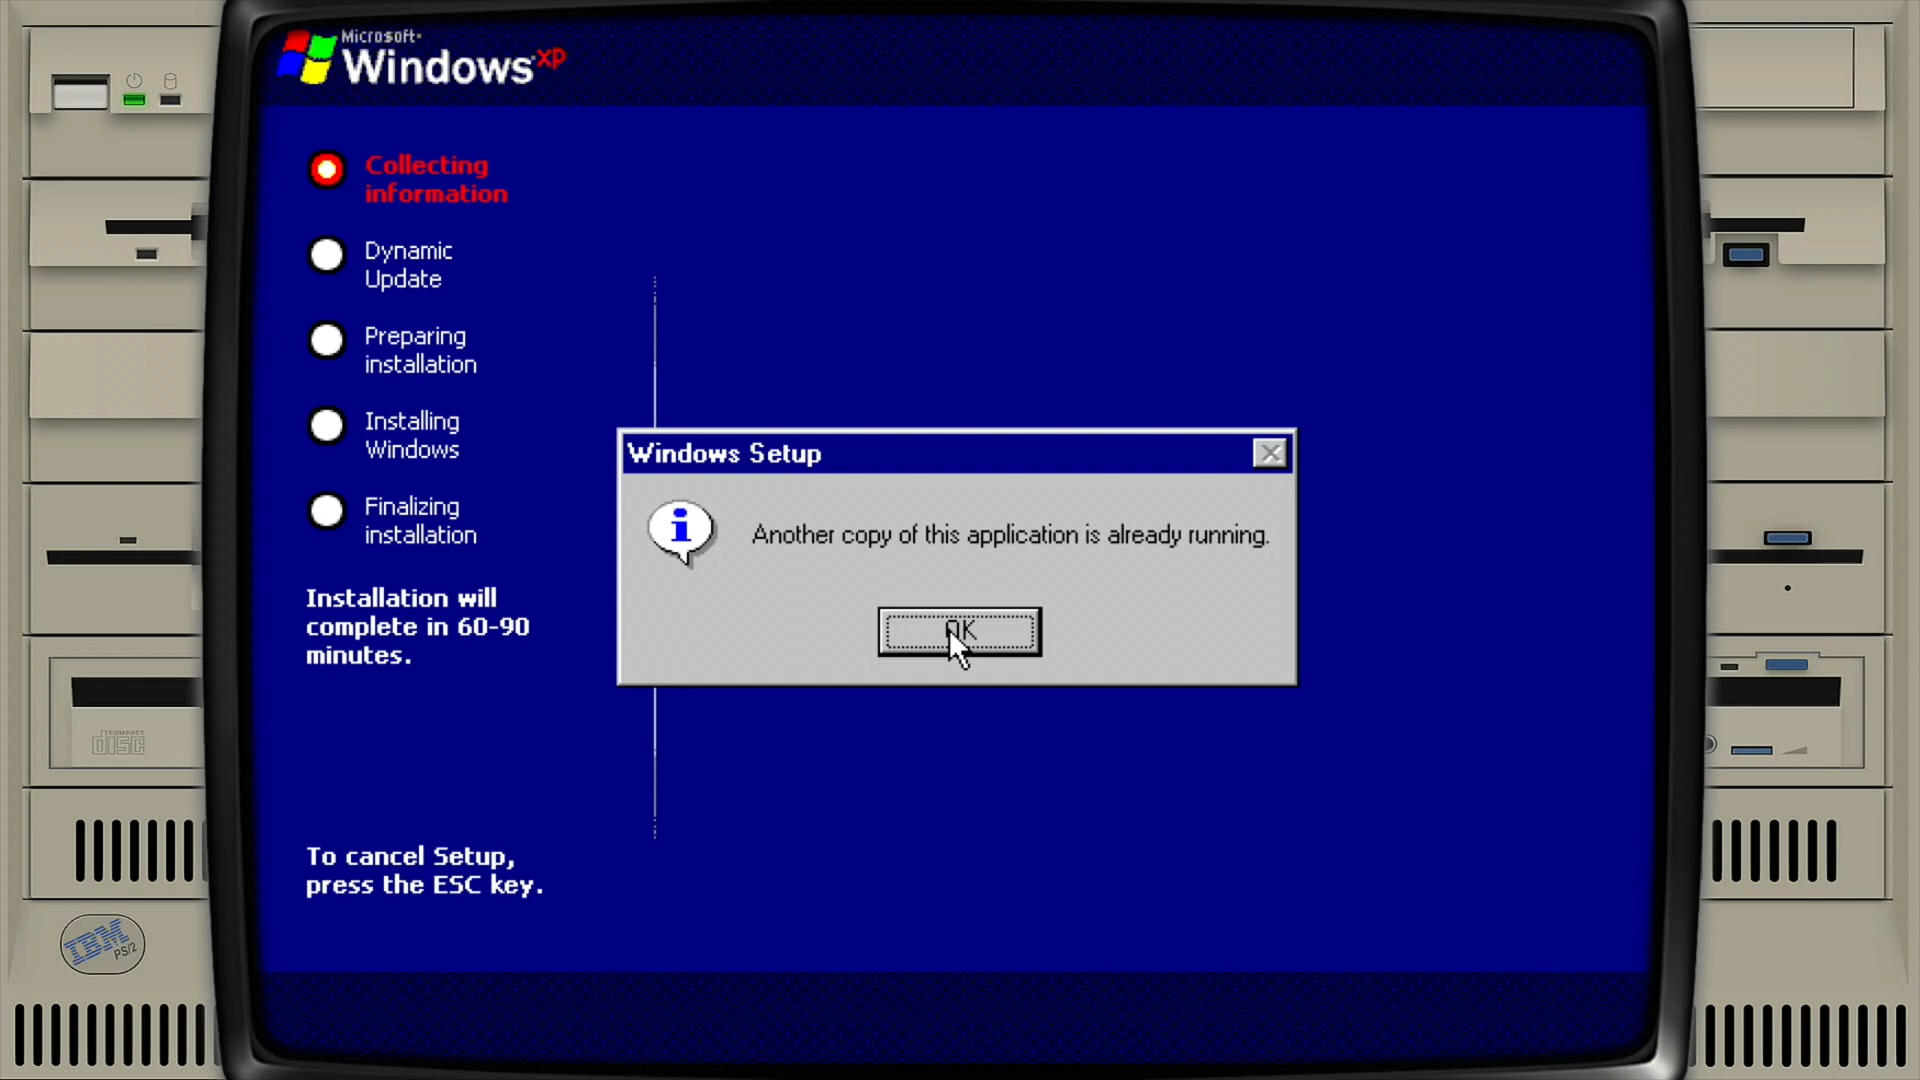 Microsoft
Windows XP
Collecting
information
Dynamic
Update
Preparing
installation
Installing
Windows
Finalizing
installation
Installation will
complete in 60-90
minutes.
To cancel Setup,
press the ESC key.
Windows Setup
Another copy of this application is already running.
OK
COMPACT
disc
IBM
PS/2